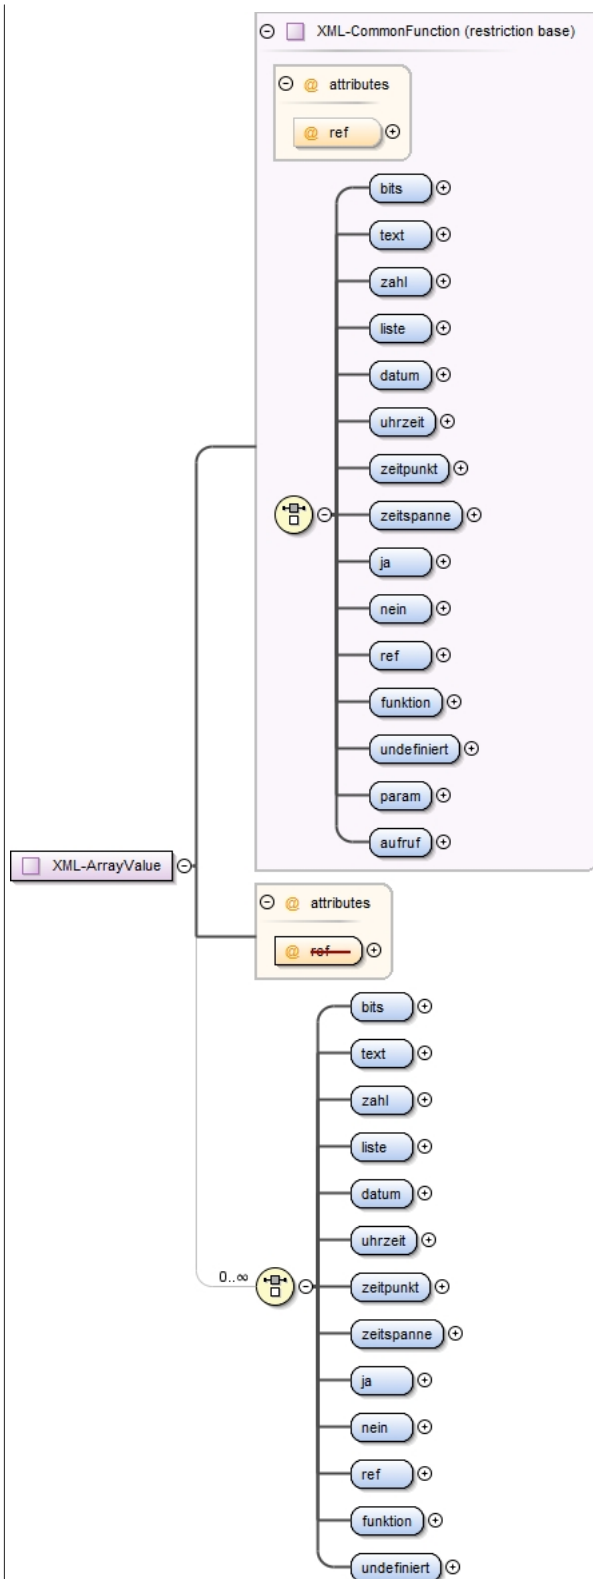 XML-CommonFunction (restriction base)
@ attributes
@ ref
bits
text
zahl
liste
datum
uhrzeit
zeitpunkt
zeitspanne
ja
nein
ref
funktion
undefiniert
param
aufruf
XML-ArrayValue
@ attributes
@ ref
0..∞
bits
text
zahl
liste
datum
uhrzeit
zeitpunkt
zeitspanne
ja
nein
ref
funktion
undefiniert